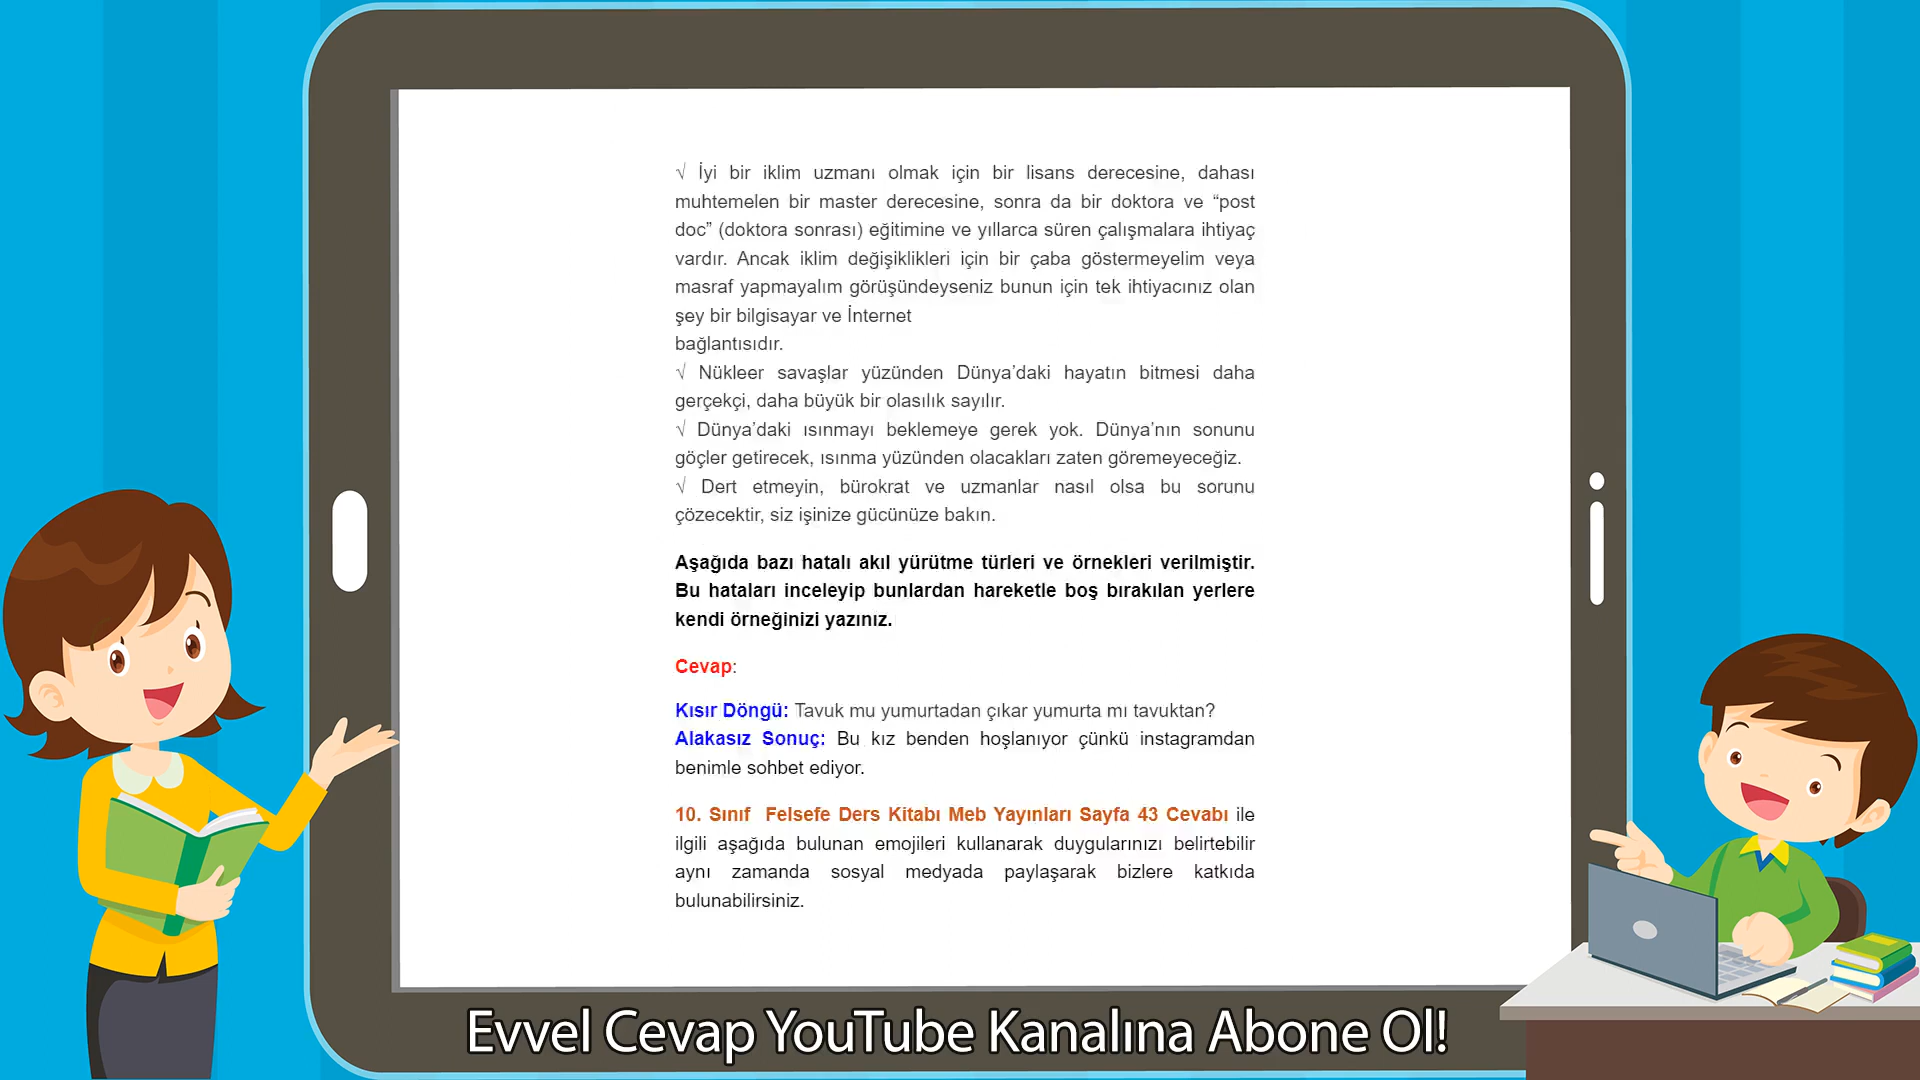 √ İyi bir iklim uzmanı olmak için bir lisans derecesine, dahası
muhtemelen bir master derecesine, sonra da bir doktora ve “post
doc” (doktora sonrası) eğitimine ve yıllarca süren çalışmalara ihtiyaç
vardır. Ancak iklim değişiklikleri için bir çaba göstermeyelim veya
masraf yapmayalım görüşündeyseniz bunun için tek ihtiyacınız olan
şey bir bilgisayar ve İnternet
bağlantısıdır.
√ Nükleer savaşlar yüzünden Dünya’daki hayatın bitmesi daha
gerçekçi, daha büyük bir olasılık sayılır.
√ Dünya’daki ısınmayı beklemeye gerek yok. Dünya’nın sonunu
göçler getirecek, ısınma yüzünden olacakları zaten göremeyeceğiz.
√ Dert etmeyin, bürokrat ve uzmanlar nasıl olsa bu sorunu
çözecektir, siz işinize gücünüze bakın.
Aşağıda bazı hatalı akıl yürütme türleri ve örnekleri verilmiştir.
Bu hataları inceleyip bunlardan hareketle boş bırakılan yerlere
kendi örneğinizi yazınız.
Cevap:
Kısır Döngü: Tavuk mu yumurtadan çıkar yumurta mı tavuktan?
Alakasız Sonuç: Bu kız benden hoşlanıyor çünkü instagramdan
benimle sohbet ediyor.
10. Sınıf Felsefe Ders Kitabı Meb Yayınları Sayfa 43 Cevabı ile
ilgili aşağıda bulunan emojileri kullanarak duygularınızı belirtebilir
aynı zamanda sosyal medyada paylaşarak bizlere katkıda
bulunabilirsiniz.
Evvel Cevap YouTube Kanalına Abone Ol!